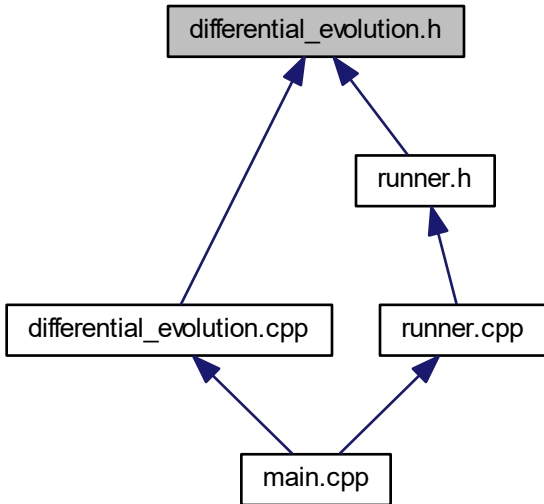 differential_evolution.h
runner.h
differential_evolution.cpp
runner.cpp
main.cpp